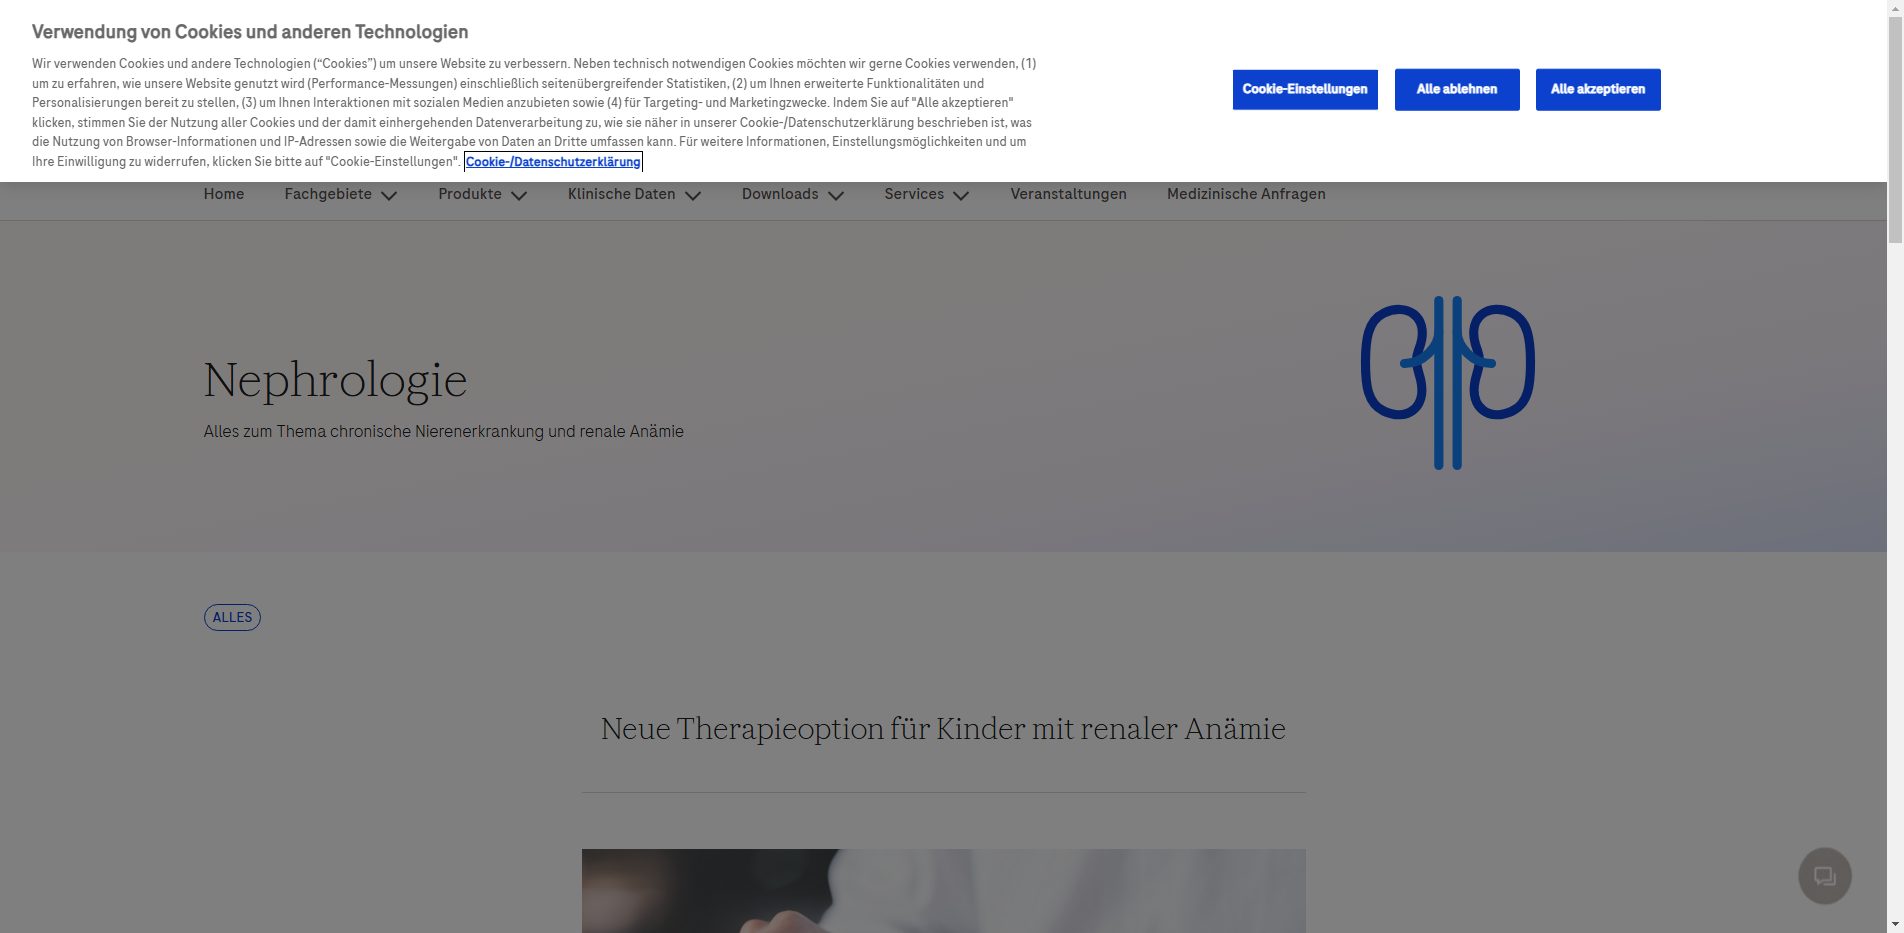 Verwendung von Cookies und anderen Technologien
Wir verwenden Cookies und andere Technologien (“Cookies”) um unsere Website zu verbessern. Neben technisch notwendigen Cookies möchten wir gerne Cookies verwenden, (1)
um zu erfahren, wie unsere Website genutzt wird (Performance-Messungen) einschließlich seitenübergreifender Statistiken, (2) um Ihnen erweiterte Funktionalitäten und
Personalisierungen bereit zu stellen, (3) um Ihnen Interaktionen mit sozialen Medien anzubieten sowie (4) für Targeting- und Marketingzwecke. Indem Sie auf "Alle akzeptieren"
klicken, stimmen Sie der Nutzung aller Cookies und der damit einhergehenden Datenverarbeitung zu, wie sie näher in unserer Cookie-/Datenschutzerklärung beschrieben ist, was
die Nutzung von Browser-Informationen und IP-Adressen sowie die Weitergabe von Daten an Dritte umfassen kann. Für weitere Informationen, Einstellungsmöglichkeiten und um
Ihre Einwilligung zu widerrufen, klicken Sie bitte auf "Cookie-Einstellungen". Cookie-/Datenschutzerklärung
Cookie-Einstellungen Alle ablehnen Alle akzeptieren
Home Fachgebiete Produkte Klinische Daten Downloads Services Veranstaltungen Medizinische Anfragen
Nephrologie
Alles zum Thema chronische Nierenerkrankung und renale Anämie
ALLES
Neue Therapieoption für Kinder mit renaler Anämie